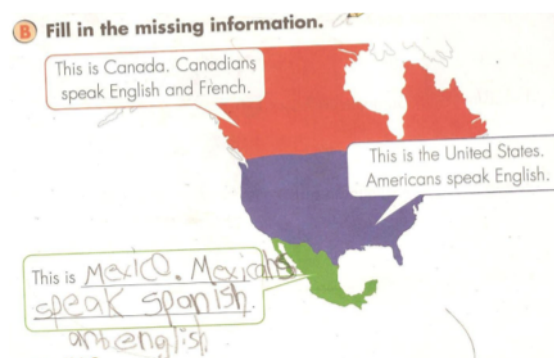 B Fill in the missing information.
This is Canada. Canadians
speak English and French.
This is the United States.
Americans speak English.
This is Mexico. Mexicans
speak spanish.
and english